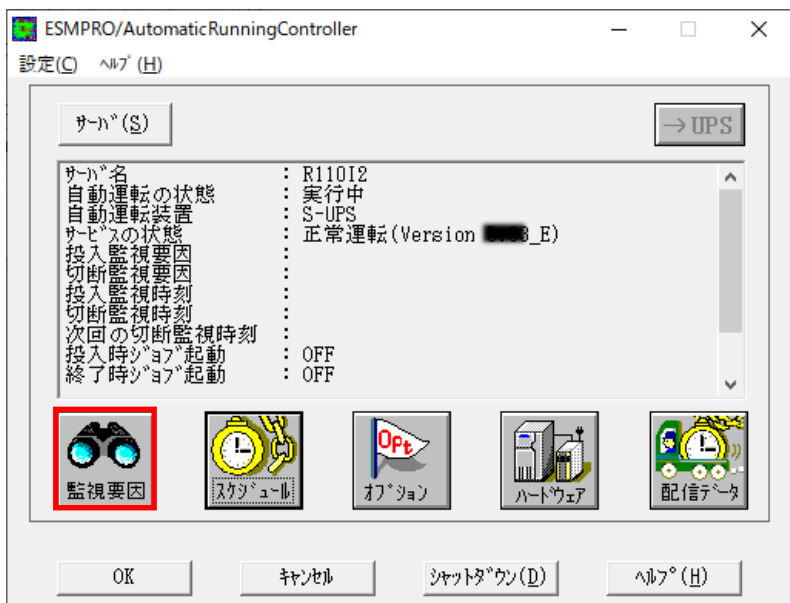 ESMPRO/AutomaticRunningController
設定(C) ﾍﾙﾌﾟ(H)
ｻｰﾊﾞ(S)
→UPS
ｻｰﾊﾞ名 : R110I2
自動運転の状態 : 実行中
自動運転装置 : S-UPS
ｻｰﾋﾞｽの状態 : 正常運転(Version _E)
投入監視要因 :
切断監視要因 :
投入監視時刻 :
切断監視時刻 :
次回の切断監視時刻 :
投入時ｼﾞｮﾌﾞ起動 : OFF
終了時ｼﾞｮﾌﾞ起動 : OFF
Opt
監視要因 ｽｹｼﾞｭｰﾙ ｵﾌﾟｼｮﾝ ﾊｰﾄﾞｳｪｱ 配信ﾃﾞｰﾀ
OK ｷｬﾝｾﾙ ｼｬｯﾄﾀﾞｳﾝ(D) ﾍﾙﾌﾟ(H)